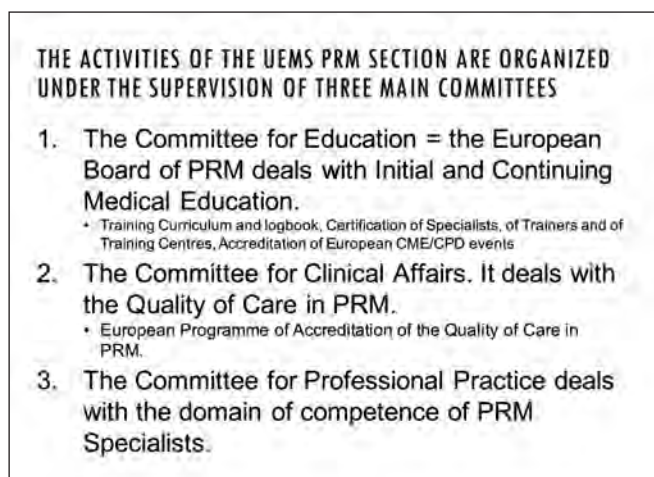 THE ACTIVITIES OF THE UEMS PRM SECTION ARE ORGANIZED
UNDER THE SUPERVISION OF THREE MAIN COMMITTEES
1. The Committee for Education = the European
Board of PRM deals with Initial and Continuing
Medical Education.
• Training Curriculum and logbook, Certification of Specialists, of Trainers and of
Training Centres, Accreditation of European CME/CPD events
2. The Committee for Clinical Affairs. It deals with
the Quality of Care in PRM.
• European Programme of Accreditation of the Quality of Care in
PRM.
3. The Committee for Professional Practice deals
with the domain of competence of PRM
Specialists.